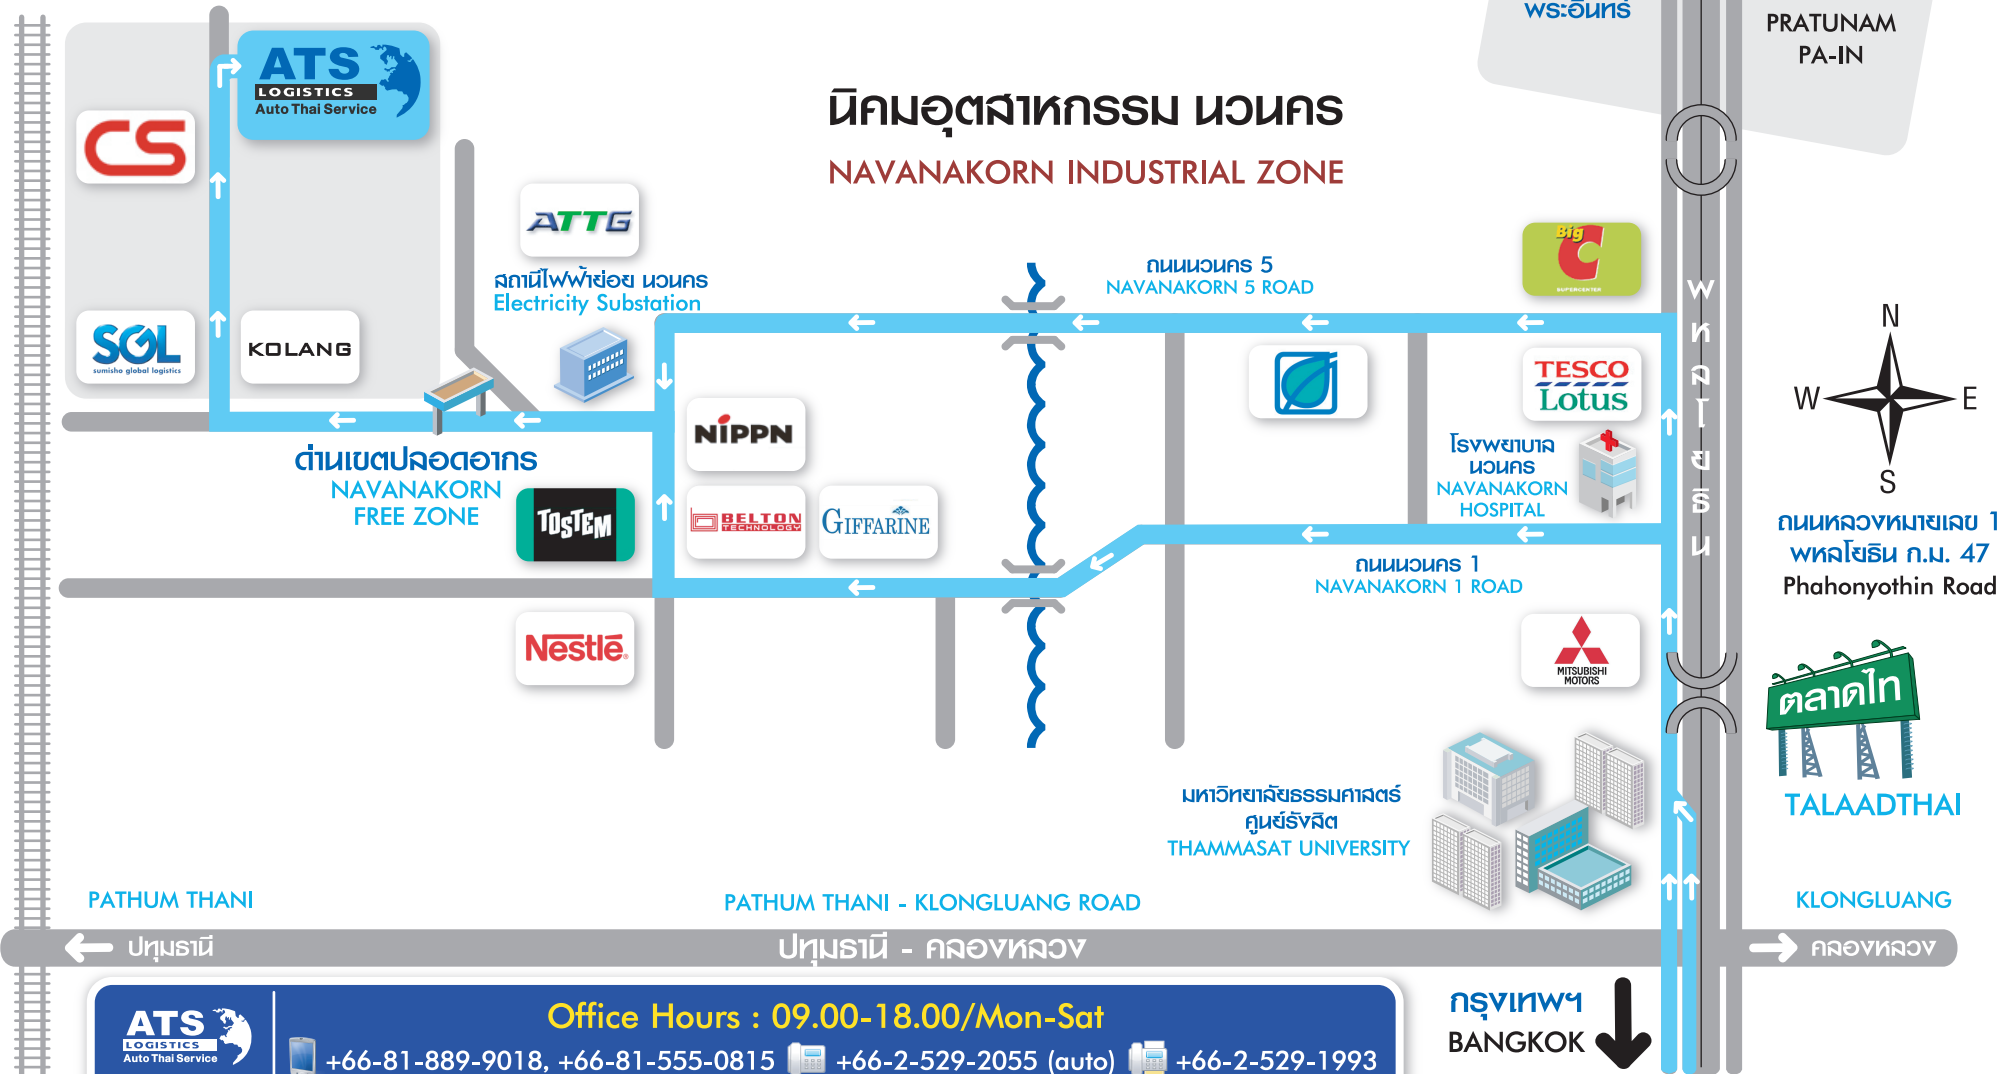 พระอินทร์
PRATUNAM
PA-IN
ATS
LOGISTICS
Auto Thai Service
CS
นิคมอุตสาหกรรม นวนคร
NAVANAKORN INDUSTRIAL ZONE
ATTG
สถานีไฟฟ้าย่อย นวนคร
Electricity Substation
ถนนนวนคร 5
NAVANAKORN 5 ROAD
Big
C
SUPERCENTER
พหลโยธิน
SGL
sumisho global logistics
KOLANG
TESCO
Lotus
N
W
E
S
NIPPN
โรงพยาบาล
นวนคร
NAVANAKORN
HOSPITAL
ด่านเขตปลอดอากร
NAVANAKORN
FREE ZONE
TOSTEM
BELTON
TECHNOLOGY
GIFFARINE
ถนนหลวงหมายเลข 1
พหลโยธิน ก.ม. 47
Phahonyothin Road
ถนนนวนคร 1
NAVANAKORN 1 ROAD
Nestlé
MITSUBISHI
MOTORS
ตลาดไท
TALAADTHAI
มหาวิทยาลัยธรรมศาสตร์
ศูนย์รังสิต
THAMMASAT UNIVERSITY
PATHUM THANI
PATHUM THANI - KLONGLUANG ROAD
KLONGLUANG
ปทุมธานี
ปทุมธานี - คลองหลวง
คลองหลวง
ATS
LOGISTICS
Auto Thai Service
Office Hours : 09.00-18.00/Mon-Sat
+66-81-889-9018, +66-81-555-0815 +66-2-529-2055 (auto) +66-2-529-1993
กรุงเทพฯ
BANGKOK